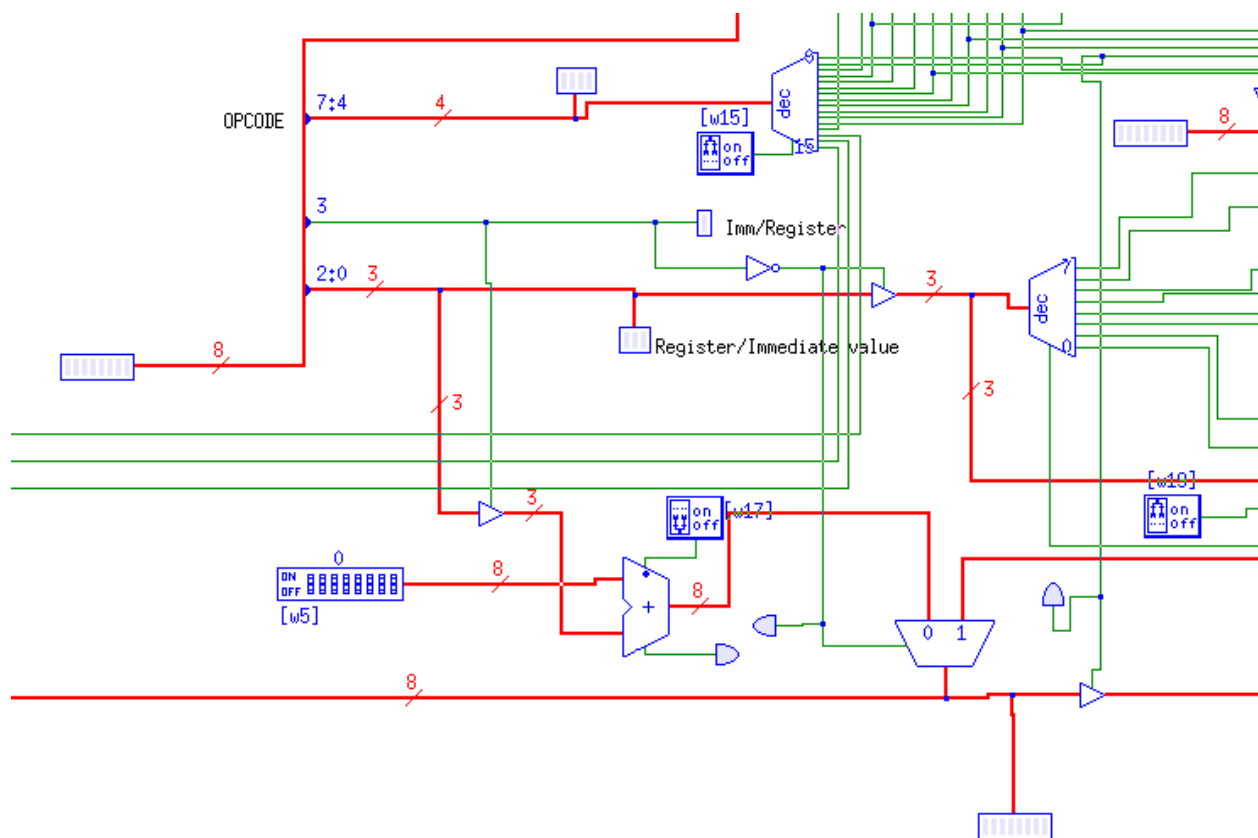 7:4
4
OPCODE
dec
[w15]
on
off
15
8
3
Imm/Register
2:0
3
3
7
dec
0
Register/Immediate value
8
3
3
[w19]
on
off
3
on
off
[w17]
0
ON
OFF
[w5]
8
+
8
0 1
8